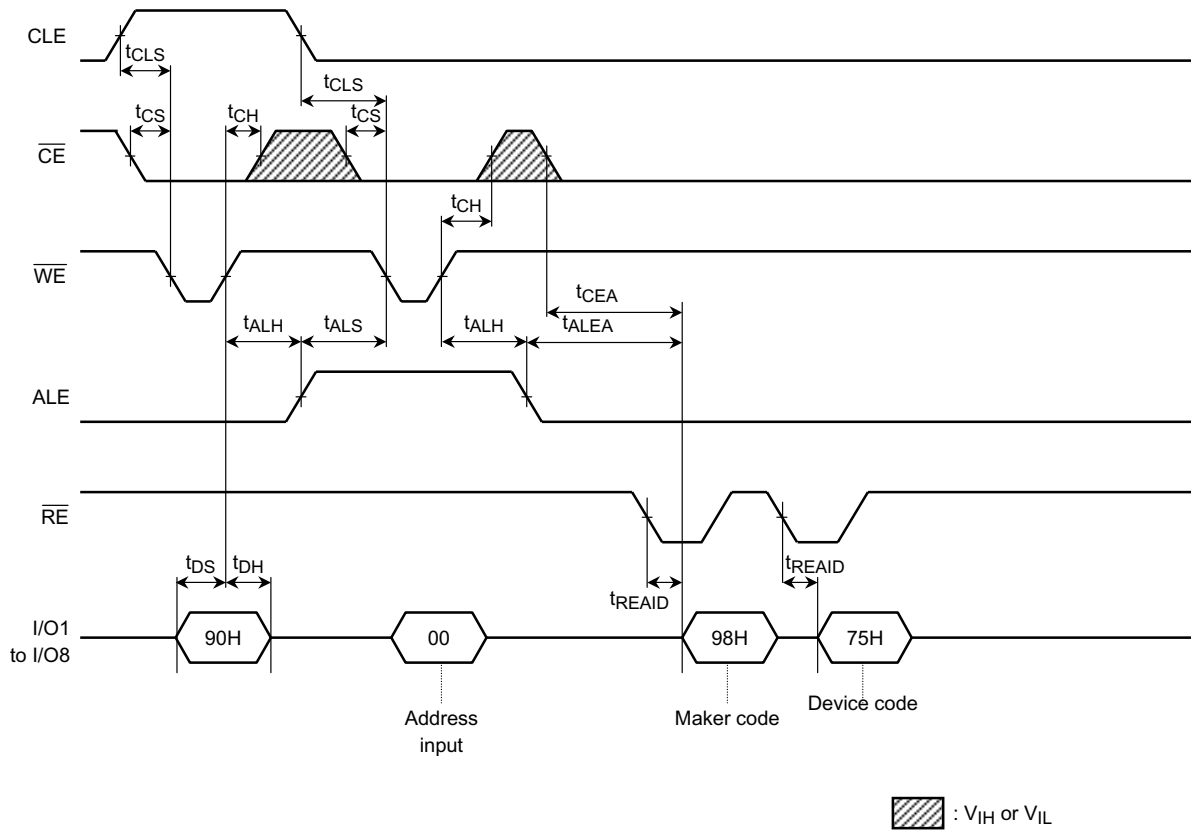 CLE
tCLS
tCLS
tCS
tCH
tCS
CE
tCH
WE
tCEA
tALH
tALS
tALH
tALEA
ALE
RE
tDS
tDH
tREAID
tREAID
I/O1
to I/O8
90H
00
98H
75H
Address
input
Maker code
Device code
: VIH or VIL